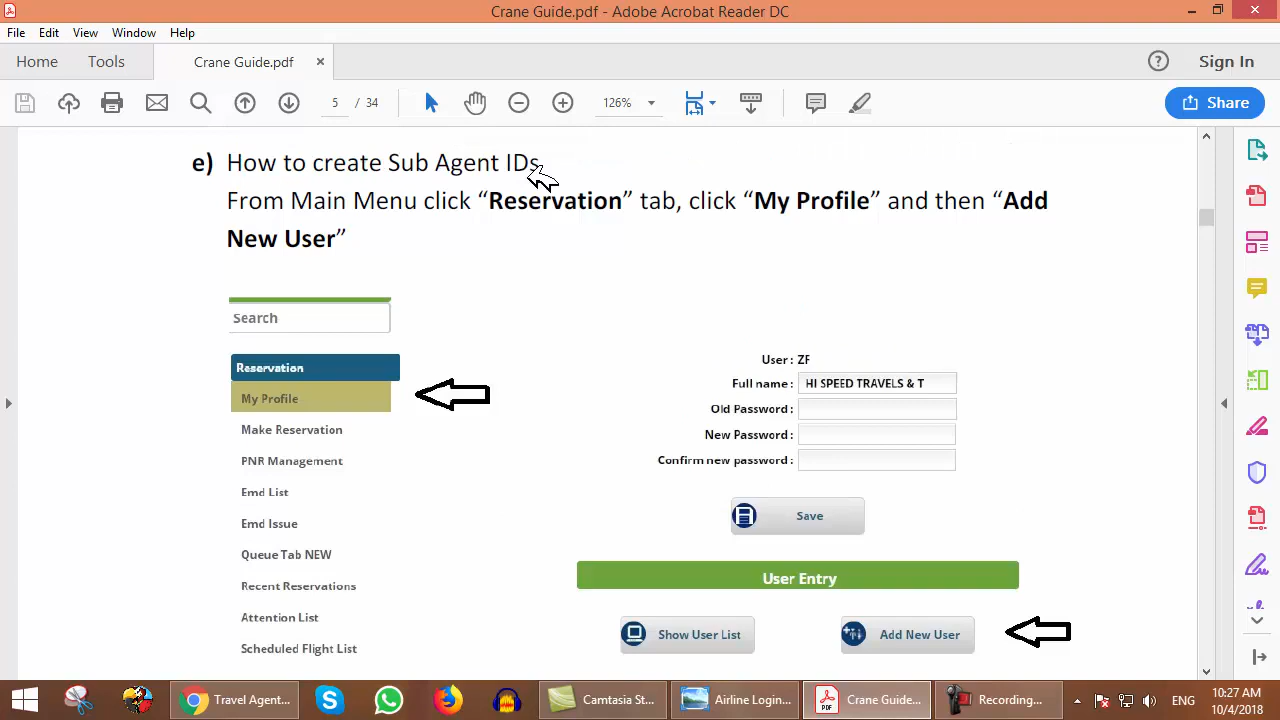 Crane Guide.pdf - Adobe Acrobat Reader DC
File Edit View Window Help
Home Tools Crane Guide.pdf × ? Sign In
5 / 34 126% Share
e) How to create Sub Agent IDs
From Main Menu click “Reservation” tab, click “My Profile” and then “Add
New User”
Search
Reservation
My Profile
Make Reservation
PNR Management
Emd List
Emd Issue
Queue Tab NEW
Recent Reservations
Attention List
Scheduled Flight List
User : ZF
Full name : HI SPEED TRAVELS & T
Old Password :
New Password :
Confirm new password :
Save
User Entry
Show User List Add New User
Travel Agent... Camtasia St... Airline Login... Crane Guide... Recording... ENG 10:27 AM
10/4/2018